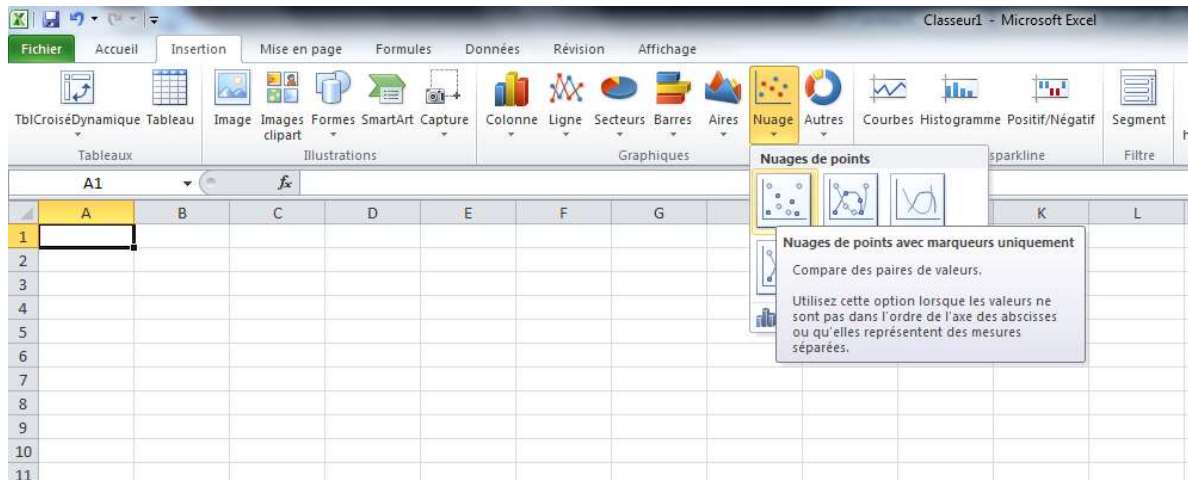 Classeur1 - Microsoft Excel
Fichier Accueil Insertion Mise en page Formules Données Révision Affichage
TblCroiséDynamique Tableau Image Images clipart Formes SmartArt Capture Colonne Ligne Secteurs Barres Aires Nuage Autres Courbes Histogramme Positif/Négatif Segment
Tableaux Illustrations Graphiques sparkline Filtre
Nuages de points
A1 fx
A B C D E F G K L
1
2
Nuages de points avec marqueurs uniquement
3
Compare des paires de valeurs.
4
Utilisez cette option lorsque les valeurs ne
sont pas dans l'ordre de l'axe des abscisses
5
ou qu'elles représentent des mesures
6
séparées.
7
8
9
10
11